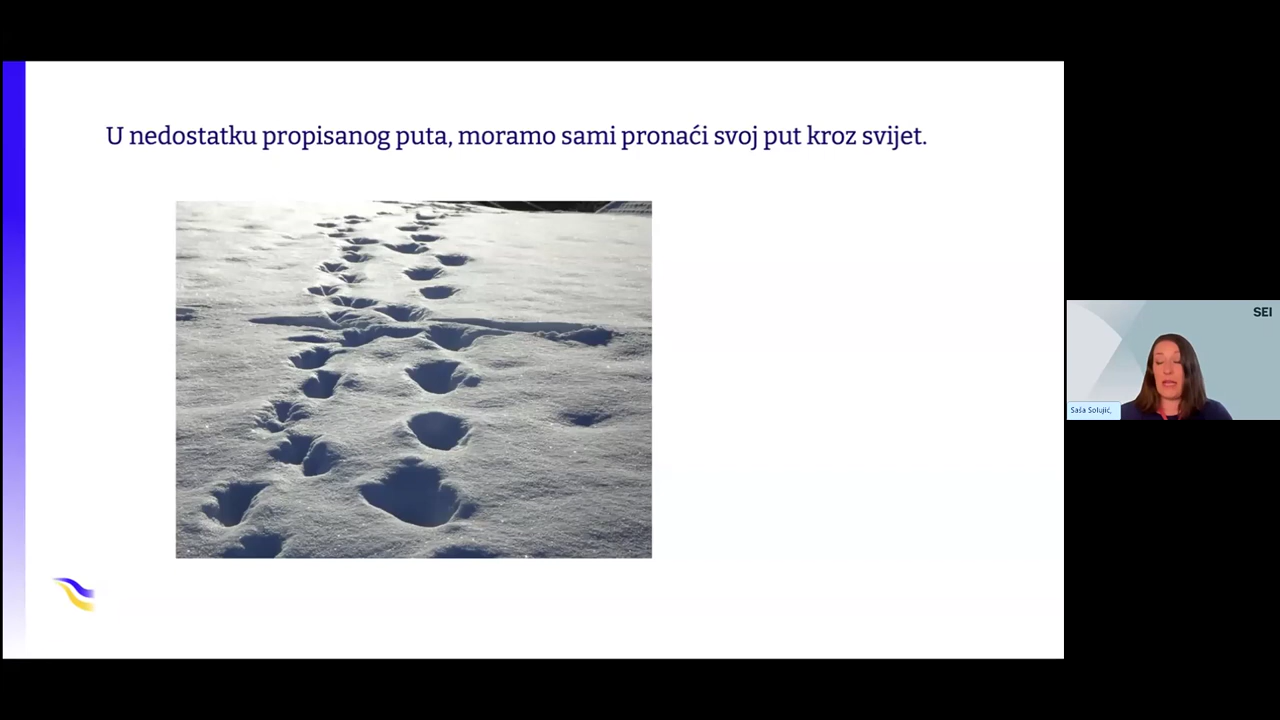 U nedostatku propisanog puta, moramo sami pronaći svoj put kroz svijet.
SEI
Saša Solujić,